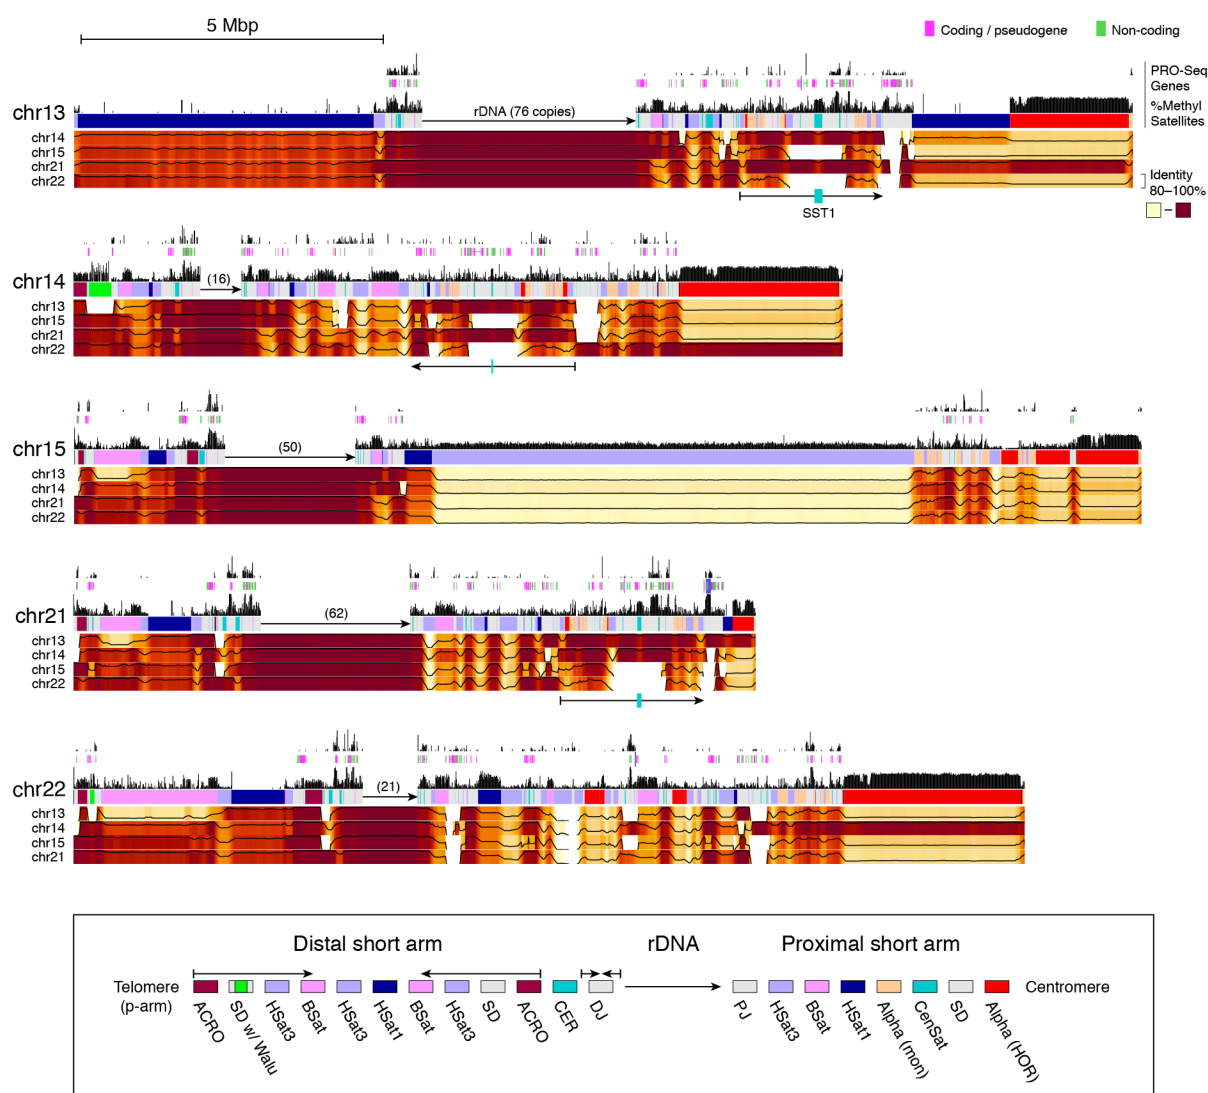 5 Mbp
Coding / pseudogene
Non-coding
PRO-Seq
Genes
%Methyl
Satellites
chr13
rDNA (76 copies)
chr14
chr15
chr21
chr22
Identity
80–100%
–
SST1
chr14
(16)
chr13
chr15
chr21
chr22
chr15
(50)
chr13
chr14
chr21
chr22
chr21
(62)
chr13
chr14
chr15
chr22
chr22
(21)
chr13
chr14
chr15
chr21
Distal short arm
rDNA
Proximal short arm
Telomere
(p-arm)
ACRO
SD w/ Walu
HSat3
BSat
HSat3
HSat1
BSat
HSat3
SD
ACRO
CER
DJ
PJ
HSat3
BSat
HSat1
Alpha (mon)
CenSat
SD
Alpha (HOR)
Centromere